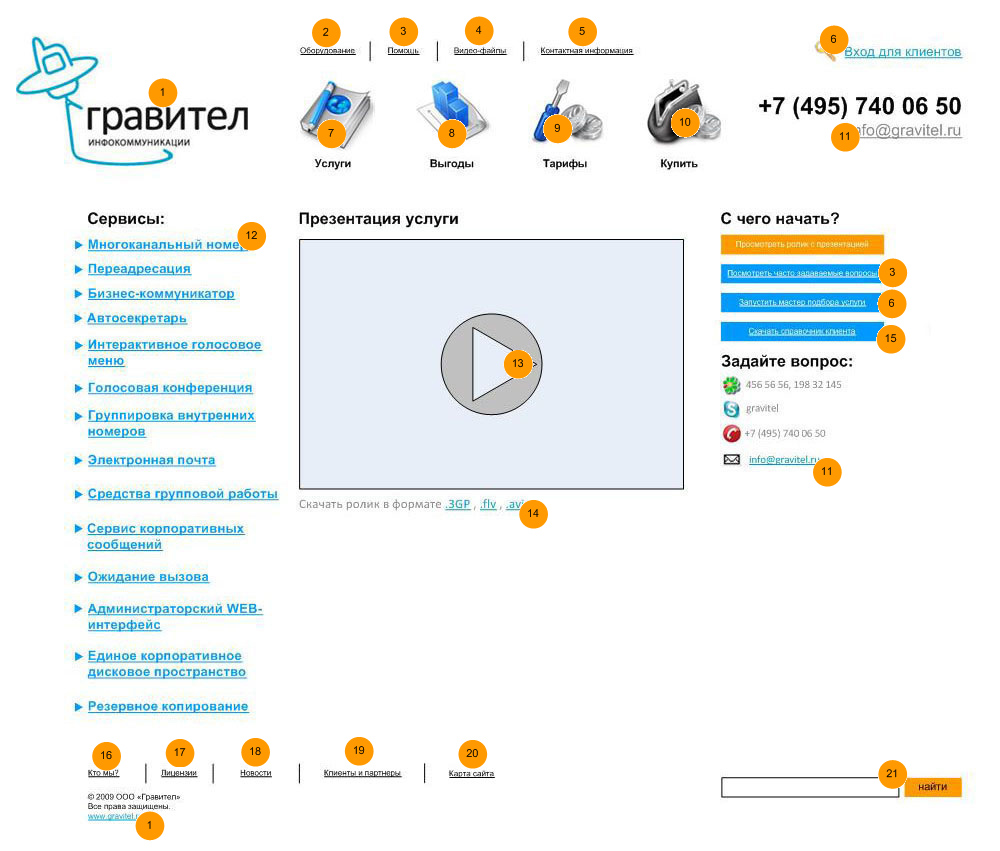 2
3
4
5
Оборудование
Помощь
Видео-файлы
Контактная информация
6
Вход для клиентов
1
гравител
ИНФОКОММУНИКАЦИИ
7
8
9
10
Услуги
Выгоды
Тарифы
Купить
+7 (495) 740 06 50
11
info@gravitel.ru
Сервисы:
12
Многоканальный номер
Переадресация
Бизнес-коммуникатор
Автосекретарь
Интерактивное голосовое
меню
Голосовая конференция
Группировка внутренних
номеров
Электронная почта
Средства групповой работы
Сервис корпоративных
сообщений
Ожидание вызова
Администраторский WEB-
интерфейс
Единое корпоративное
дисковое пространство
Резервное копирование
Презентация услуги
13
Скачать ролик в формате .3GP , .flv , .avi
14
С чего начать?
Просмотреть ролик с презентацией
Посмотреть часто задаваемые вопросы
3
Запустить мастер подбора услуги
6
Скачать справочник клиента
15
Задайте вопрос:
456 56 56, 198 32 145
gravitel
+7 (495) 740 06 50
info@gravitel.ru
11
16
17
18
19
20
Кто мы?
Лицензии
Новости
Клиенты и партнеры
Карта сайта
21
найти
© 2009 ООО «Гравител»
Все права защищены.
www.gravitel.ru
1